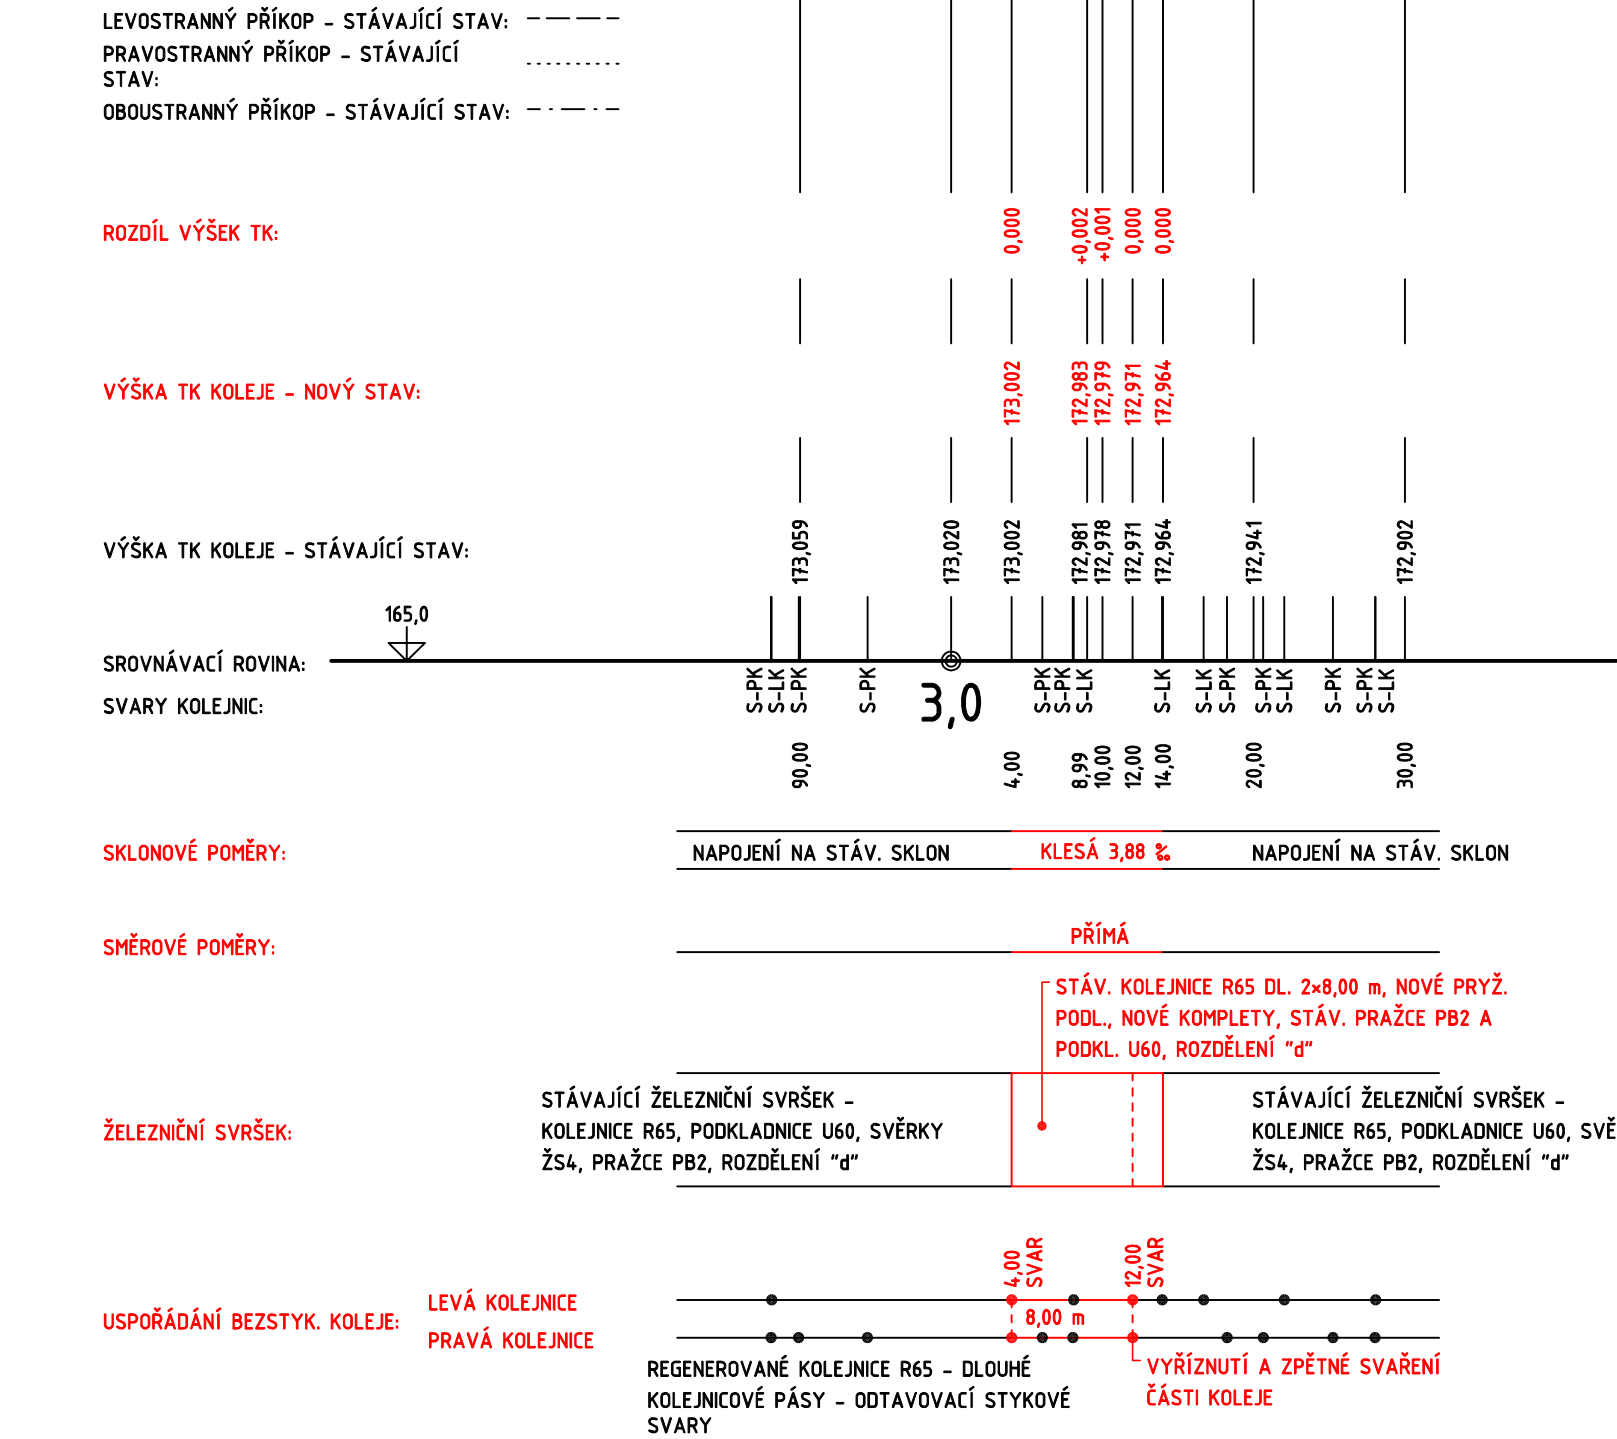 LEVOSTRANNÝ PŘÍKOP - STÁVAJÍCÍ STAV:
PRAVOSTRANNÝ PŘÍKOP - STÁVAJÍCÍ
STAV:
OBOUSTRANNÝ PŘÍKOP - STÁVAJÍCÍ STAV:
ROZDÍL VÝŠEK TK:
0,000
+0,002
+0,001
0,000
0,000
VÝŠKA TK KOLEJE - NOVÝ STAV:
173,002
172,983
172,979
172,971
172,964
VÝŠKA TK KOLEJE - STÁVAJÍCÍ STAV:
173,059
173,020
173,002
172,981
172,978
172,971
172,964
172,941
172,902
165,0
SROVNÁVACÍ ROVINA:
SVARY KOLEJNIC:
S-PK
S-LK
S-PK
S-PK
3,0
S-PK
S-PK
S-LK
S-LK
S-LK
S-PK
S-PK
S-LK
S-PK
S-PK
S-LK
90,00
4,00
8,99
10,00
12,00
14,00
20,00
30,00
SKLONOVÉ POMĚRY:
NAPOJENÍ NA STÁV. SKLON
KLESÁ 3,88 ‰
NAPOJENÍ NA STÁV. SKLON
SMĚROVÉ POMĚRY:
PŘÍMÁ
STÁV. KOLEJNICE R65 DL. 2×8,00 m, NOVÉ PRYŽ.
PODL., NOVÉ KOMPLETY, STÁV. PRAŽCE PB2 A
PODKL. U60, ROZDĚLENÍ "d"
ŽELEZNIČNÍ SVRŠEK:
STÁVAJÍCÍ ŽELEZNIČNÍ SVRŠEK -
KOLEJNICE R65, PODKLADNICE U60, SVĚRKY
ŽS4, PRAŽCE PB2, ROZDĚLENÍ "d"
STÁVAJÍCÍ ŽELEZNIČNÍ SVRŠEK -
KOLEJNICE R65, PODKLADNICE U60, SVĚ
ŽS4, PRAŽCE PB2, ROZDĚLENÍ "d"
4,00
SVAR
12,00
SVAR
USPOŘÁDÁNÍ BEZSTYK. KOLEJE:
LEVÁ KOLEJNICE
8,00 m
PRAVÁ KOLEJNICE
REGENEROVANÉ KOLEJNICE R65 - DLOUHÉ
KOLEJNICOVÉ PÁSY - ODTAVOVACÍ STYKOVÉ
SVARY
VYŘÍZNUTÍ A ZPĚTNÉ SVAŘENÍ
ČÁSTI KOLEJE